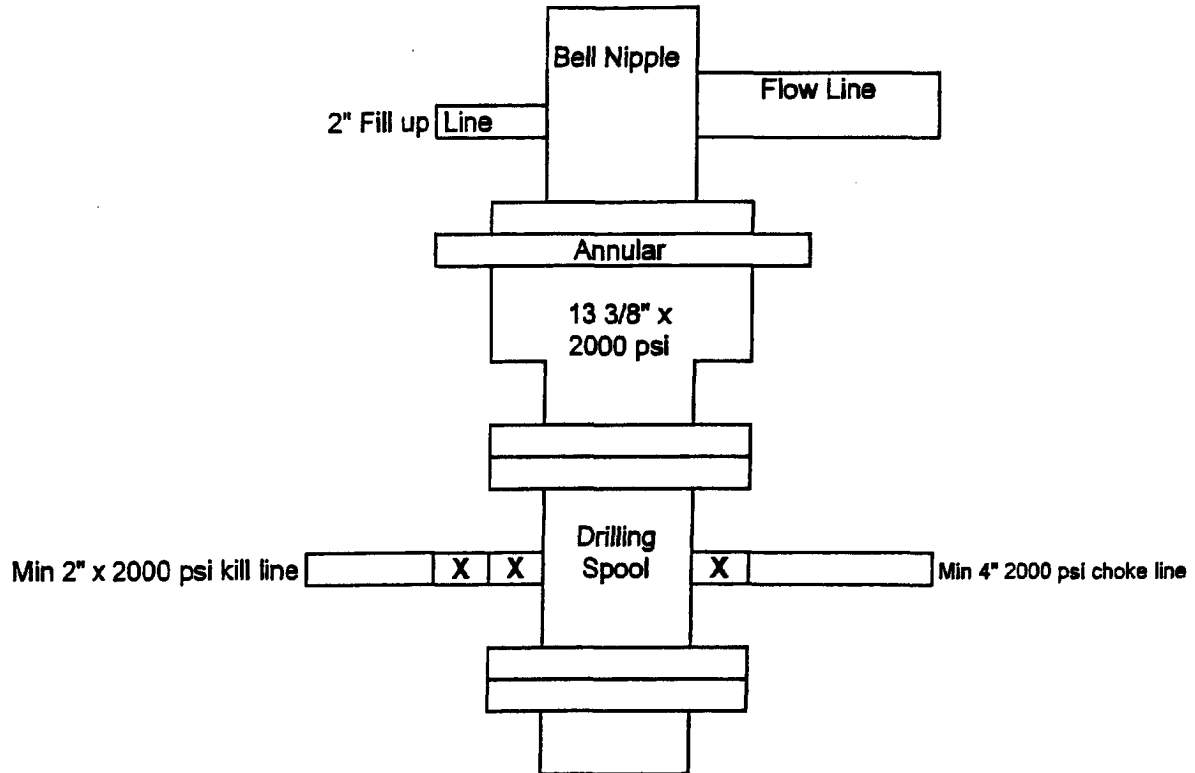 Bell Nipple
Flow Line
2" Fill up Line
Annular
13 3/8" x
2000 psi
Drilling
Spool
Min 2" x 2000 psi kill line
X X
X
Min 4" 2000 psi choke line